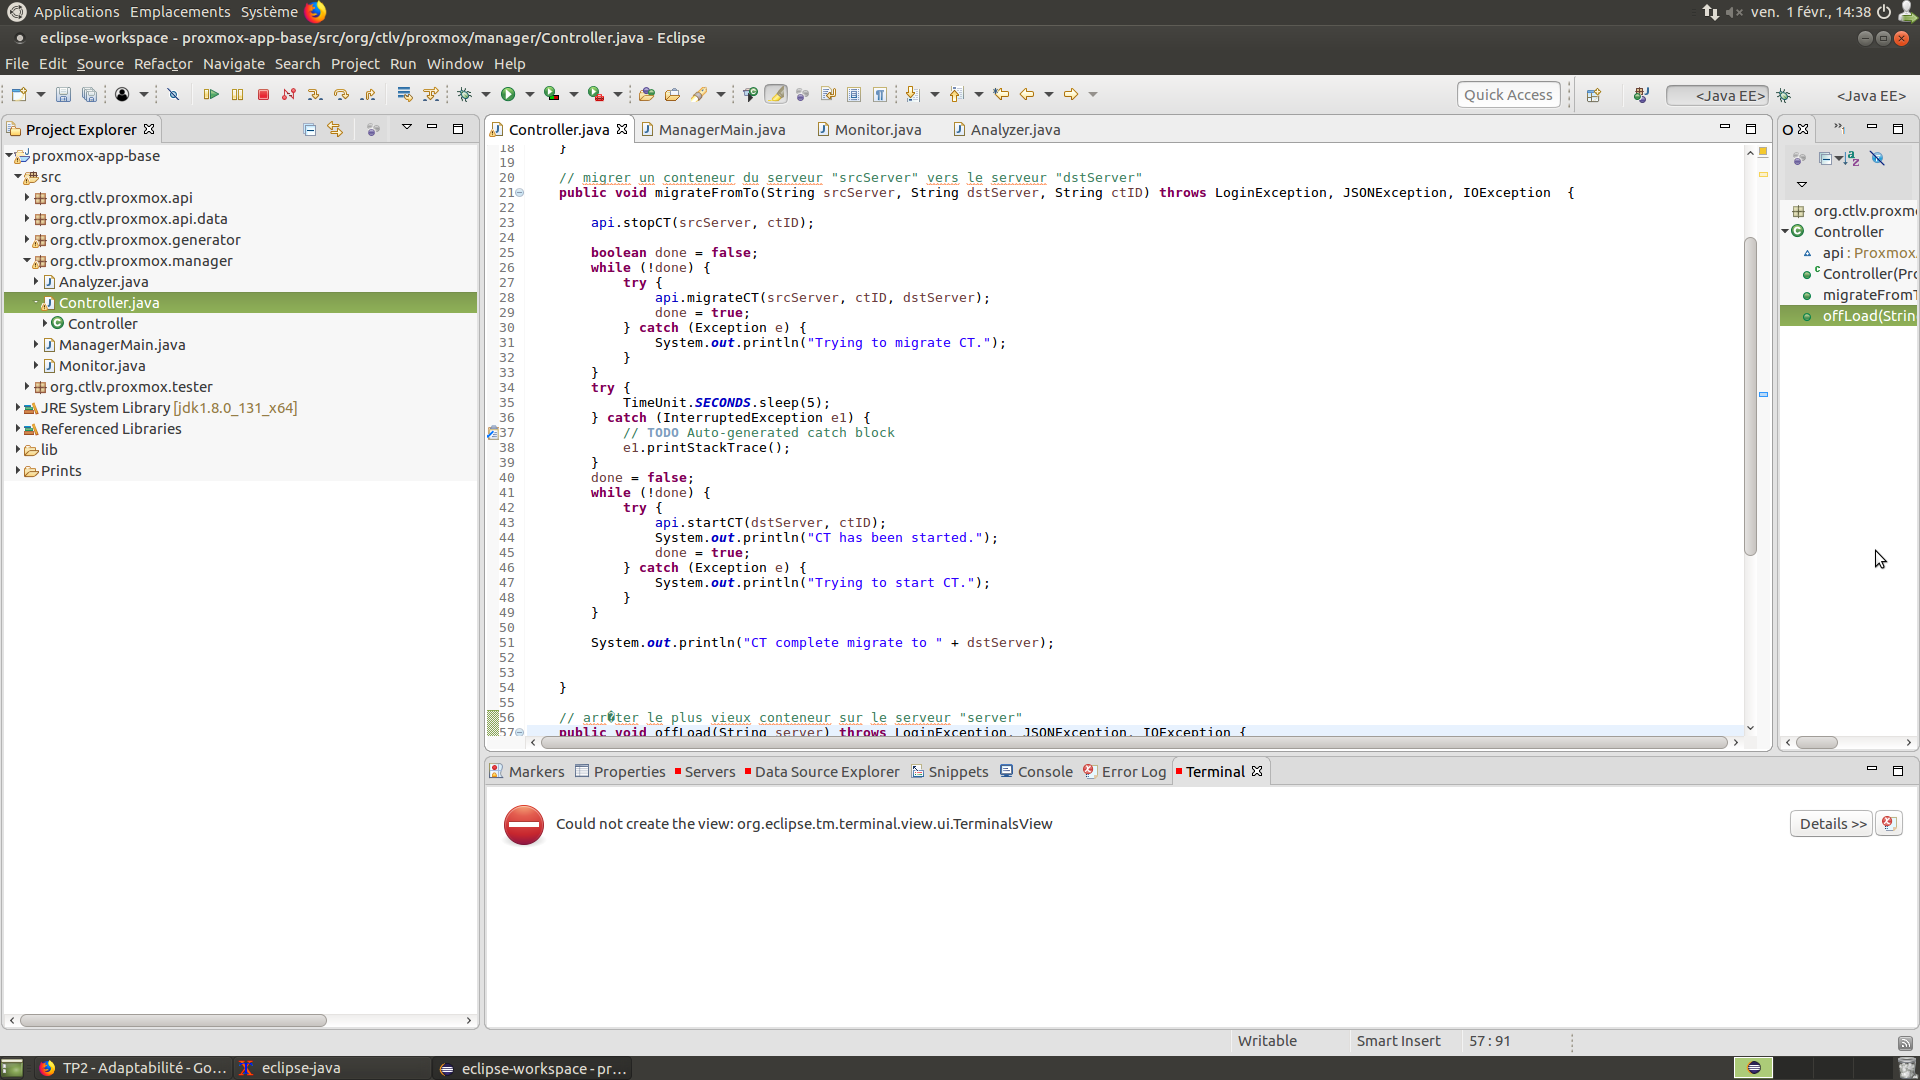 Applications Emplacements Système
ven. 1 févr., 14:38
eclipse-workspace - proxmox-app-base/src/org/ctlv/proxmox/manager/Controller.java - Eclipse
File Edit Source Refactor Navigate Search Project Run Window Help
Quick Access
<Java EE>
<Java EE>
Project Explorer
proxmox-app-base
src
org.ctlv.proxmox.api
org.ctlv.proxmox.api.data
org.ctlv.proxmox.generator
org.ctlv.proxmox.manager
Analyzer.java
Controller.java
Controller
ManagerMain.java
Monitor.java
org.ctlv.proxmox.tester
JRE System Library [jdk1.8.0_131_x64]
Referenced Libraries
lib
Prints
Controller.java
ManagerMain.java
Monitor.java
Analyzer.java
18 }
19
20 // migrer un conteneur du serveur "srcServer" vers le serveur "dstServer"
21 public void migrateFromTo(String srcServer, String dstServer, String ctID) throws LoginException, JSONException, IOException {
22
23 api.stopCT(srcServer, ctID);
24
25 boolean done = false;
26 while (!done) {
27 try {
28 api.migrateCT(srcServer, ctID, dstServer);
29 done = true;
30 } catch (Exception e) {
31 System.out.println("Trying to migrate CT.");
32 }
33 }
34 try {
35 TimeUnit.SECONDS.sleep(5);
36 } catch (InterruptedException e1) {
37 // TODO Auto-generated catch block
38 e1.printStackTrace();
39 }
40 done = false;
41 while (!done) {
42 try {
43 api.startCT(dstServer, ctID);
44 System.out.println("CT has been started.");
45 done = true;
46 } catch (Exception e) {
47 System.out.println("Trying to start CT.");
48 }
49 }
50
51 System.out.println("CT complete migrate to " + dstServer);
52
53
54 }
55
56 // arr�ter le plus vieux conteneur sur le serveur "server"
57 public void offLoad(String server) throws LoginException, JSONException, IOException {
O
org.ctlv.proxm
Controller
api : Proxmox
Controller(Pro
migrateFromT
offLoad(Strin
Markers
Properties
Servers
Data Source Explorer
Snippets
Console
Error Log
Terminal
Could not create the view: org.eclipse.tm.terminal.view.ui.TerminalsView
Details >>
Writable
Smart Insert
57 : 91
TP2 - Adaptabilité - Go...
eclipse-java
eclipse-workspace - pr...